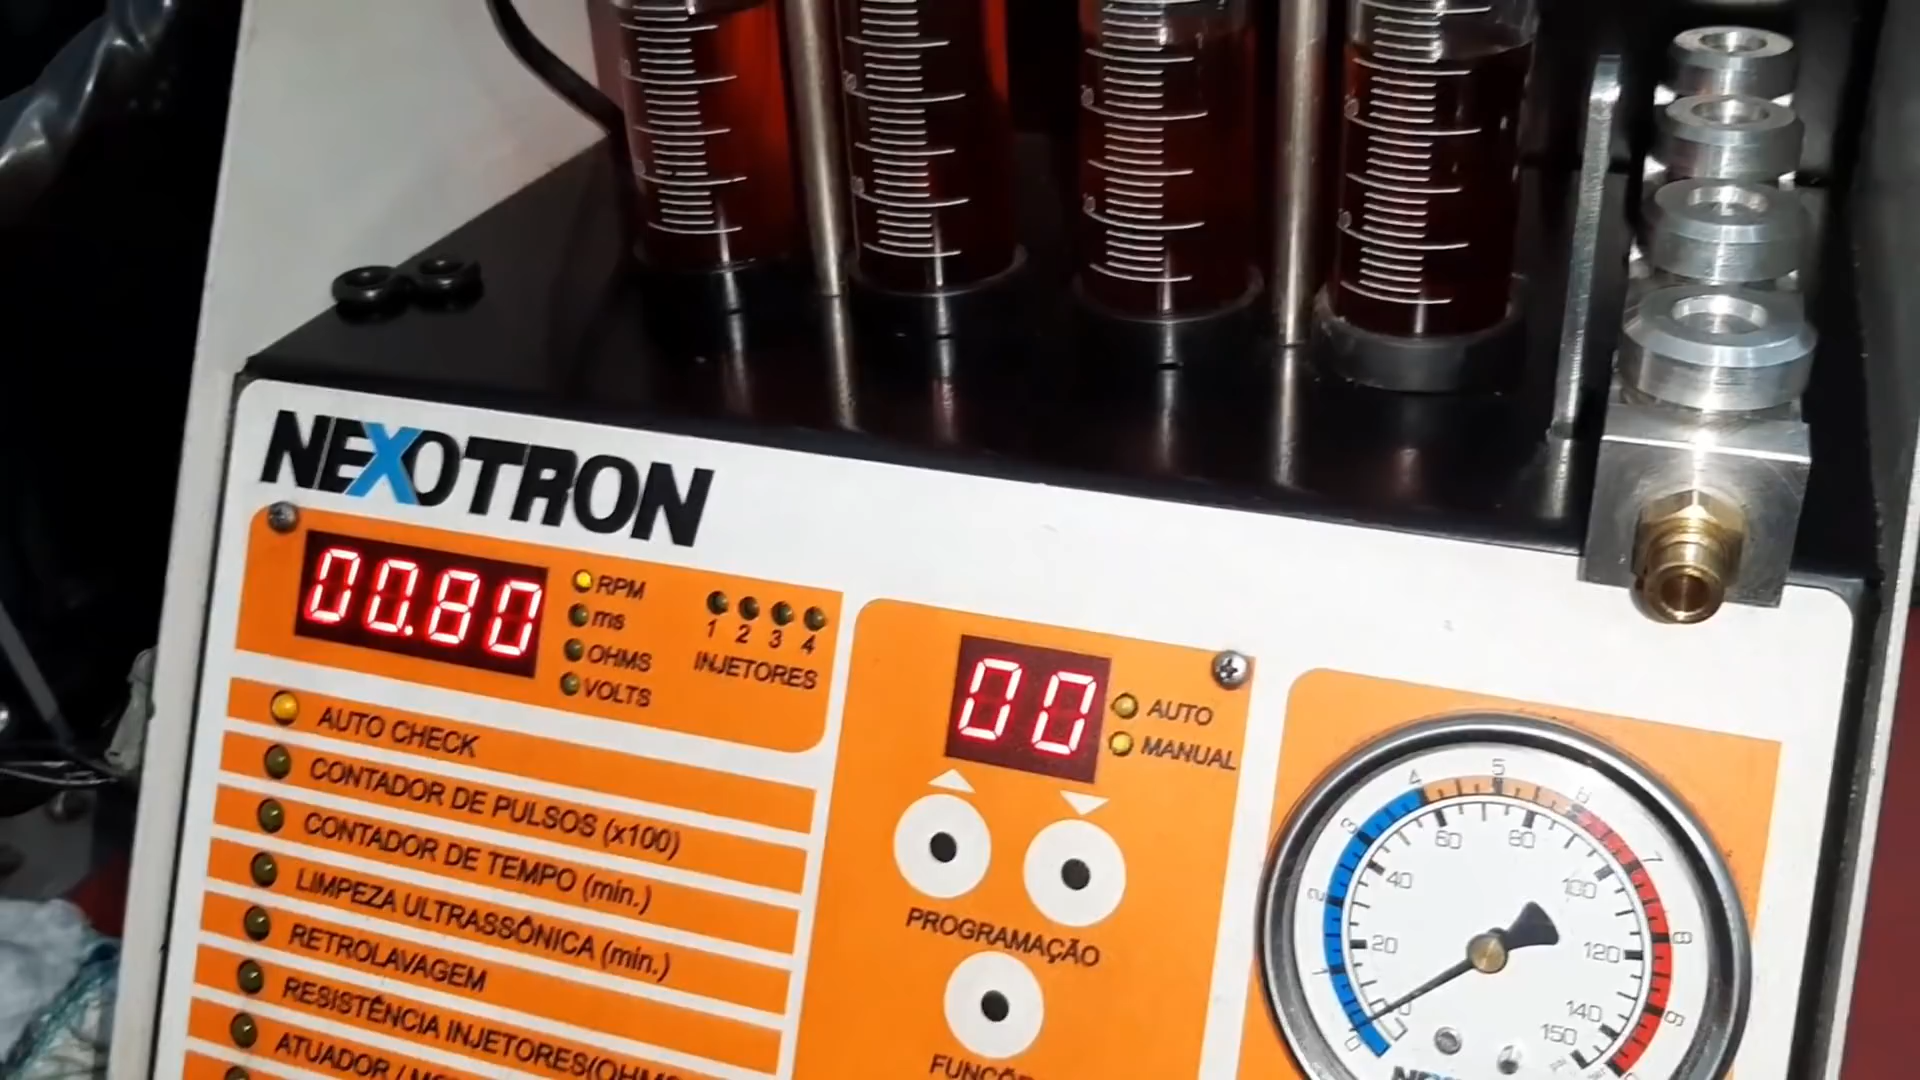 NEXOTRON
00.80
RPM
ms
OHMS
VOLTS
1 2 3 4
INJETORES
AUTO CHECK
CONTADOR DE PULSOS (x100)
CONTADOR DE TEMPO (min.)
LIMPEZA ULTRASSÔNICA (min.)
RETROLAVAGEM
RESISTÊNCIA INJETORES(OHMS
00
AUTO
MANUAL
PROGRAMAÇÃO
0 1 2 3 4 5 6 7 8 9
0 20 40 60 80 100 120 140 150